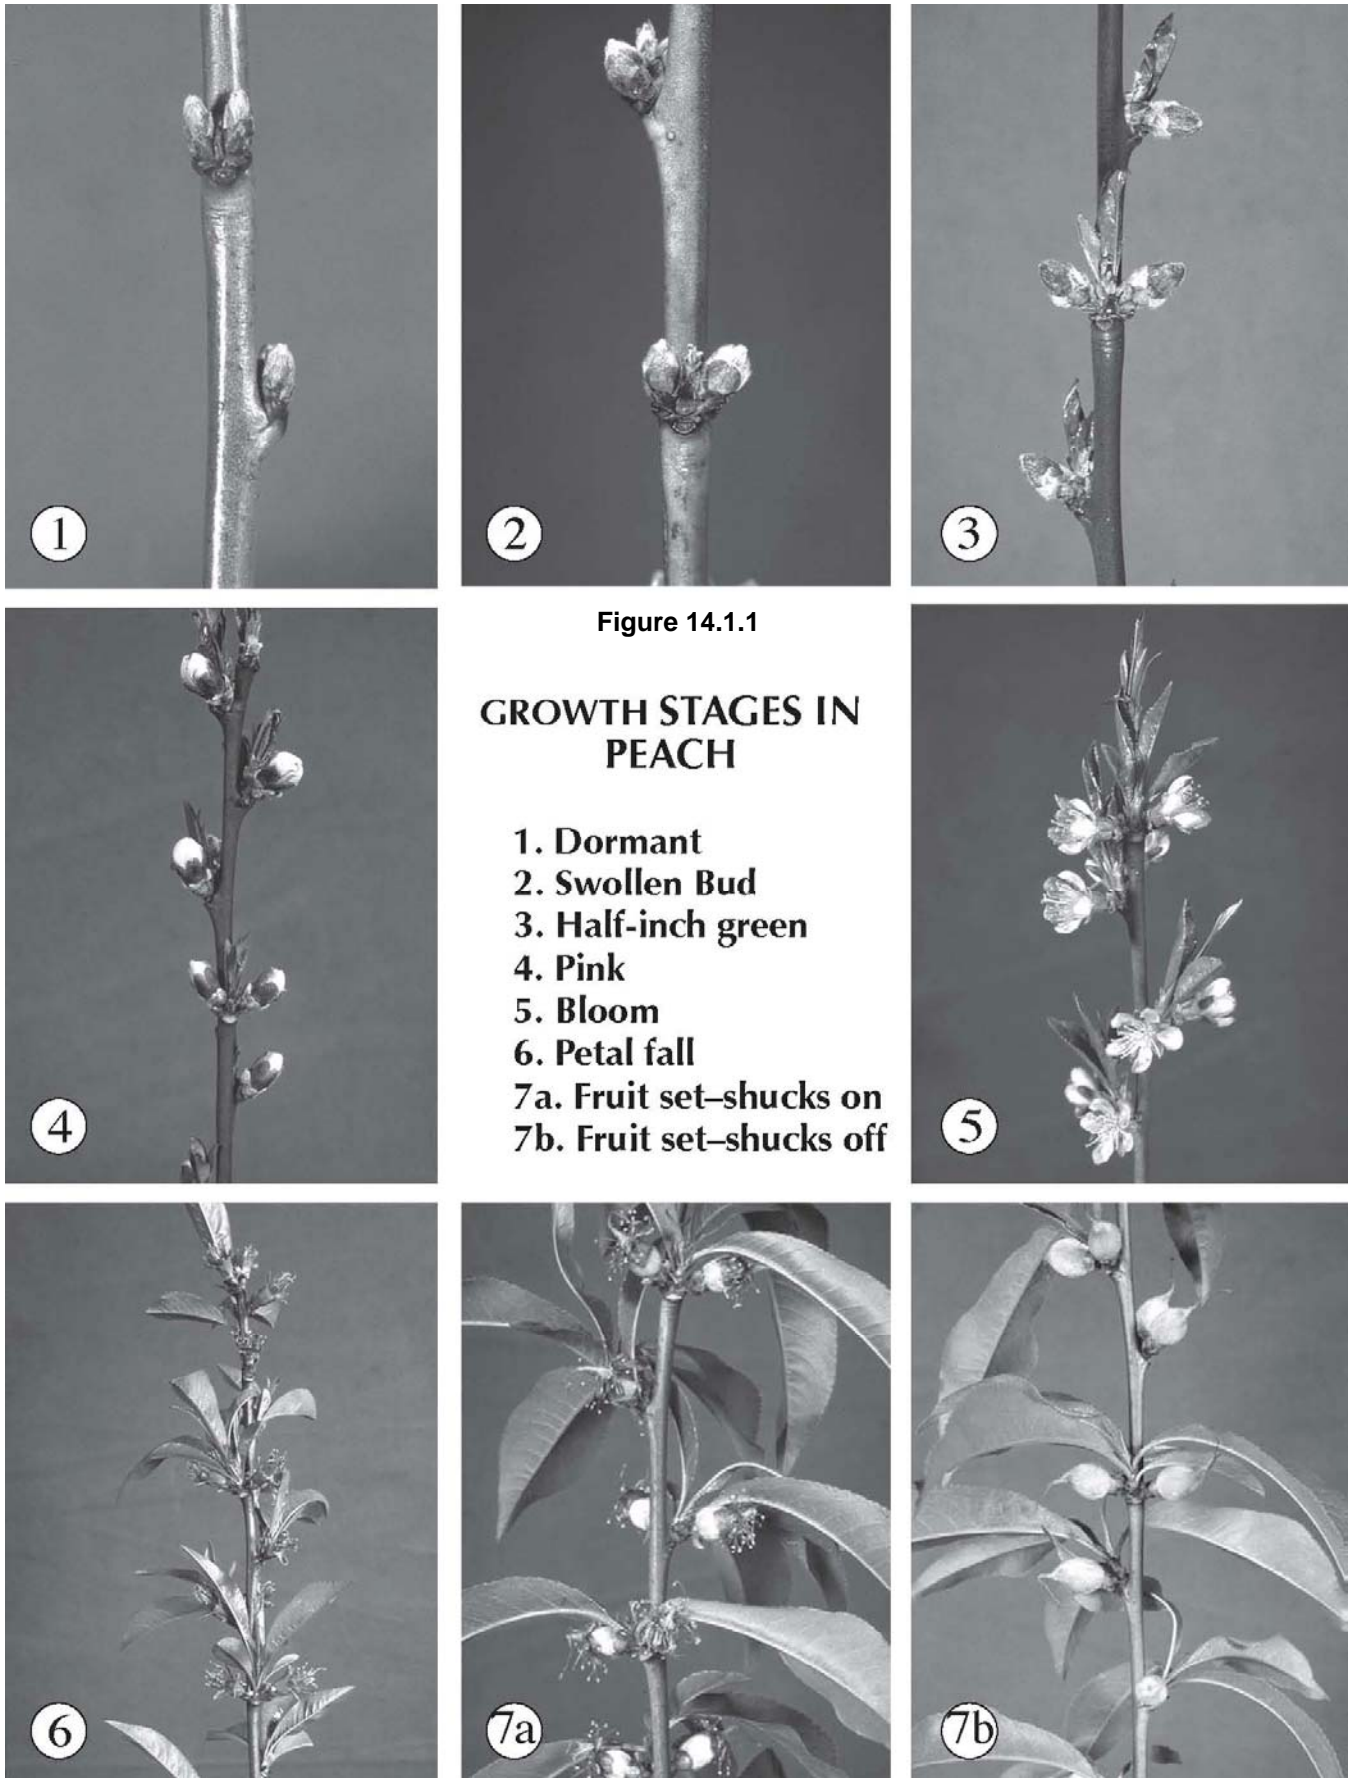 1
2
3
Figure 14.1.1
GROWTH STAGES IN
PEACH
1. Dormant
2. Swollen Bud
3. Half-inch green
4. Pink
5. Bloom
6. Petal fall
7a. Fruit set–shucks on
7b. Fruit set–shucks off
4
5
6
7a
7b